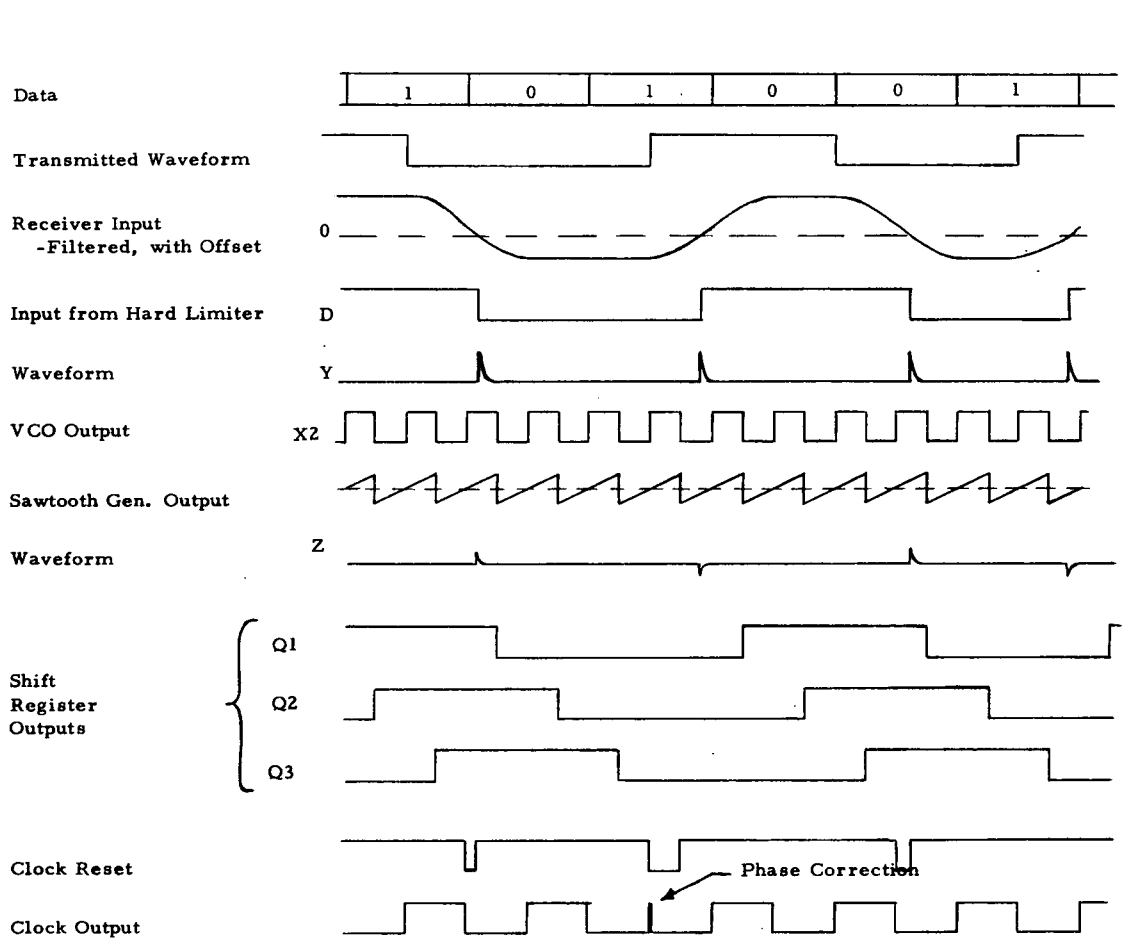 Data
1 0 1 0 0 1
Transmitted Waveform
Receiver Input
-Filtered, with Offset
0
Input from Hard Limiter D
Waveform Y
VCO Output X2
Sawtooth Gen. Output
Waveform Z
Q1
Shift
Register
Outputs
Q2
Q3
Clock Reset
Phase Correction
Clock Output